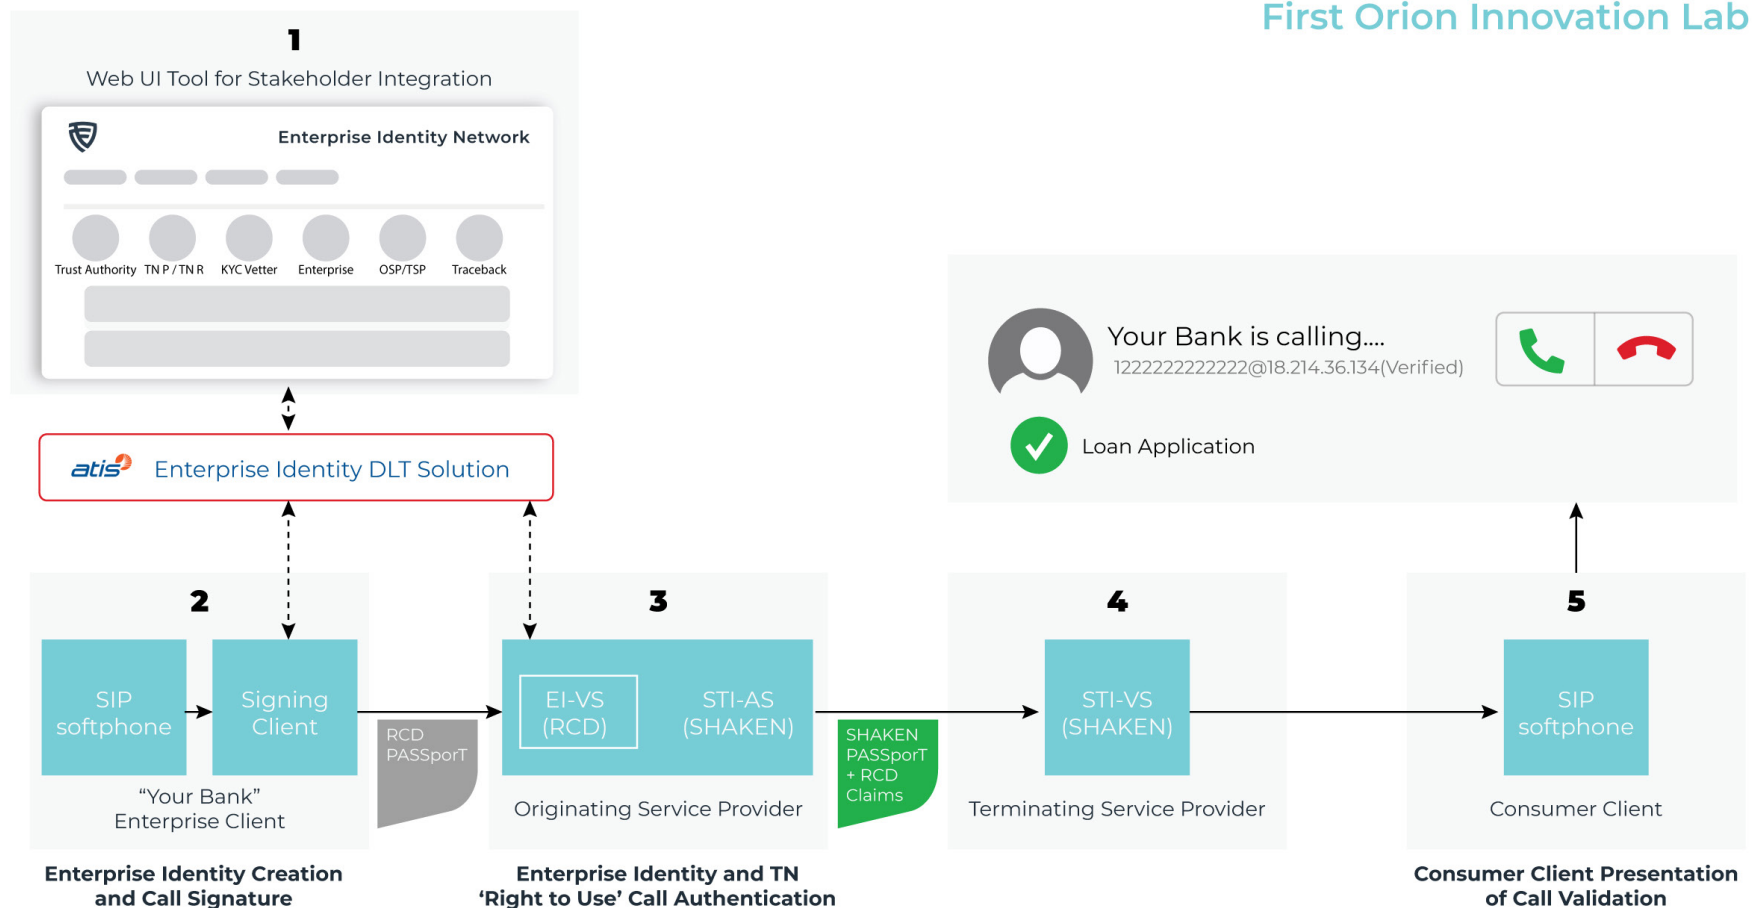 First Orion Innovation Lab
1
Web UI Tool for Stakeholder Integration
Enterprise Identity Network
Trust Authority
TN P / TN R
KYC Vetter
Enterprise
OSP/TSP
Traceback
atis Enterprise Identity DLT Solution
Your Bank is calling....
1222222222222@18.214.36.134(Verified)
Loan Application
2
SIP
softphone
Signing
Client
“Your Bank”
Enterprise Client
Enterprise Identity Creation
and Call Signature
RCD
PASSporT
3
EI-VS
(RCD)
STI-AS
(SHAKEN)
Originating Service Provider
Enterprise Identity and TN
‘Right to Use’ Call Authentication
SHAKEN
PASSporT
+ RCD
Claims
4
STI-VS
(SHAKEN)
Terminating Service Provider
5
SIP
softphone
Consumer Client
Consumer Client Presentation
of Call Validation